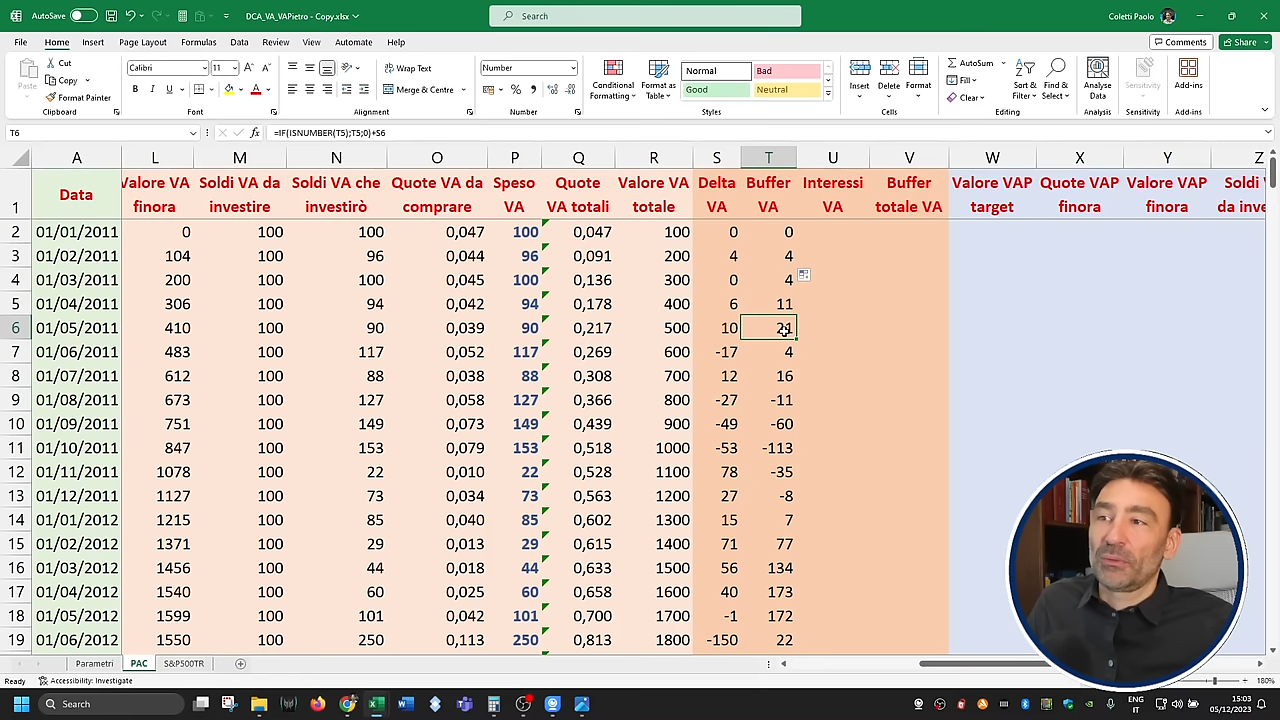 AutoSave Off DCA_VA_VAPietro - Copy.xlsx Search Coletti Paolo
File Home Insert Page Layout Formulas Data Review View Automate Help Comments Share
Cut Calibri 11 Wrap Text Number Normal Bad AutoSum
Paste Copy Conditional Formatting Format as Table Insert Delete Format Fill Sort & Filter Find & Select Analyze Data Sensitivity Add-ins
Format Painter B I U Merge & Centre Good Neutral Clear
Clipboard Font Alignment Number Styles Cells Editing Analysis Sensitivity Add-ins
T6 fx =IF(ISNUMBER(T5);T5;0)+S6
A L M N O P Q R S T U V W X Y Z
Data Valore VA Soldi VA da Soldi VA che Quote VA da Speso Quote Valore VA Delta Buffer Interessi Buffer Valore VAP Quote VAP Valore VAP Soldi
1 finora investire investirò comprare VA VA totali totale VA VA VA totale VA target finora finora da inve
2 01/01/2011 0 100 100 0,047 100 0,047 100 0 0
3 01/02/2011 104 100 96 0,044 96 0,091 200 4 4
4 01/03/2011 200 100 100 0,045 100 0,136 300 0 4
5 01/04/2011 306 100 94 0,042 94 0,178 400 6 11
6 01/05/2011 410 100 90 0,039 90 0,217 500 10 21
7 01/06/2011 483 100 117 0,052 117 0,269 600 -17 4
8 01/07/2011 612 100 88 0,038 88 0,308 700 12 16
9 01/08/2011 673 100 127 0,058 127 0,366 800 -27 -11
10 01/09/2011 751 100 149 0,073 149 0,439 900 -49 -60
11 01/10/2011 847 100 153 0,079 153 0,518 1000 -53 -113
12 01/11/2011 1078 100 22 0,010 22 0,528 1100 78 -35
13 01/12/2011 1127 100 73 0,034 73 0,563 1200 27 -8
14 01/01/2012 1215 100 85 0,040 85 0,602 1300 15 7
15 01/02/2012 1371 100 29 0,013 29 0,615 1400 71 77
16 01/03/2012 1456 100 44 0,018 44 0,633 1500 56 134
17 01/04/2012 1540 100 60 0,025 60 0,658 1600 40 173
18 01/05/2012 1599 100 101 0,042 101 0,700 1700 -1 172
19 01/06/2012 1550 100 250 0,113 250 0,813 1800 -150 22
Parametri PAC S&P500TR
Ready Accessibility: Investigate 180%
Search ENG IT 15:03 05/12/2023